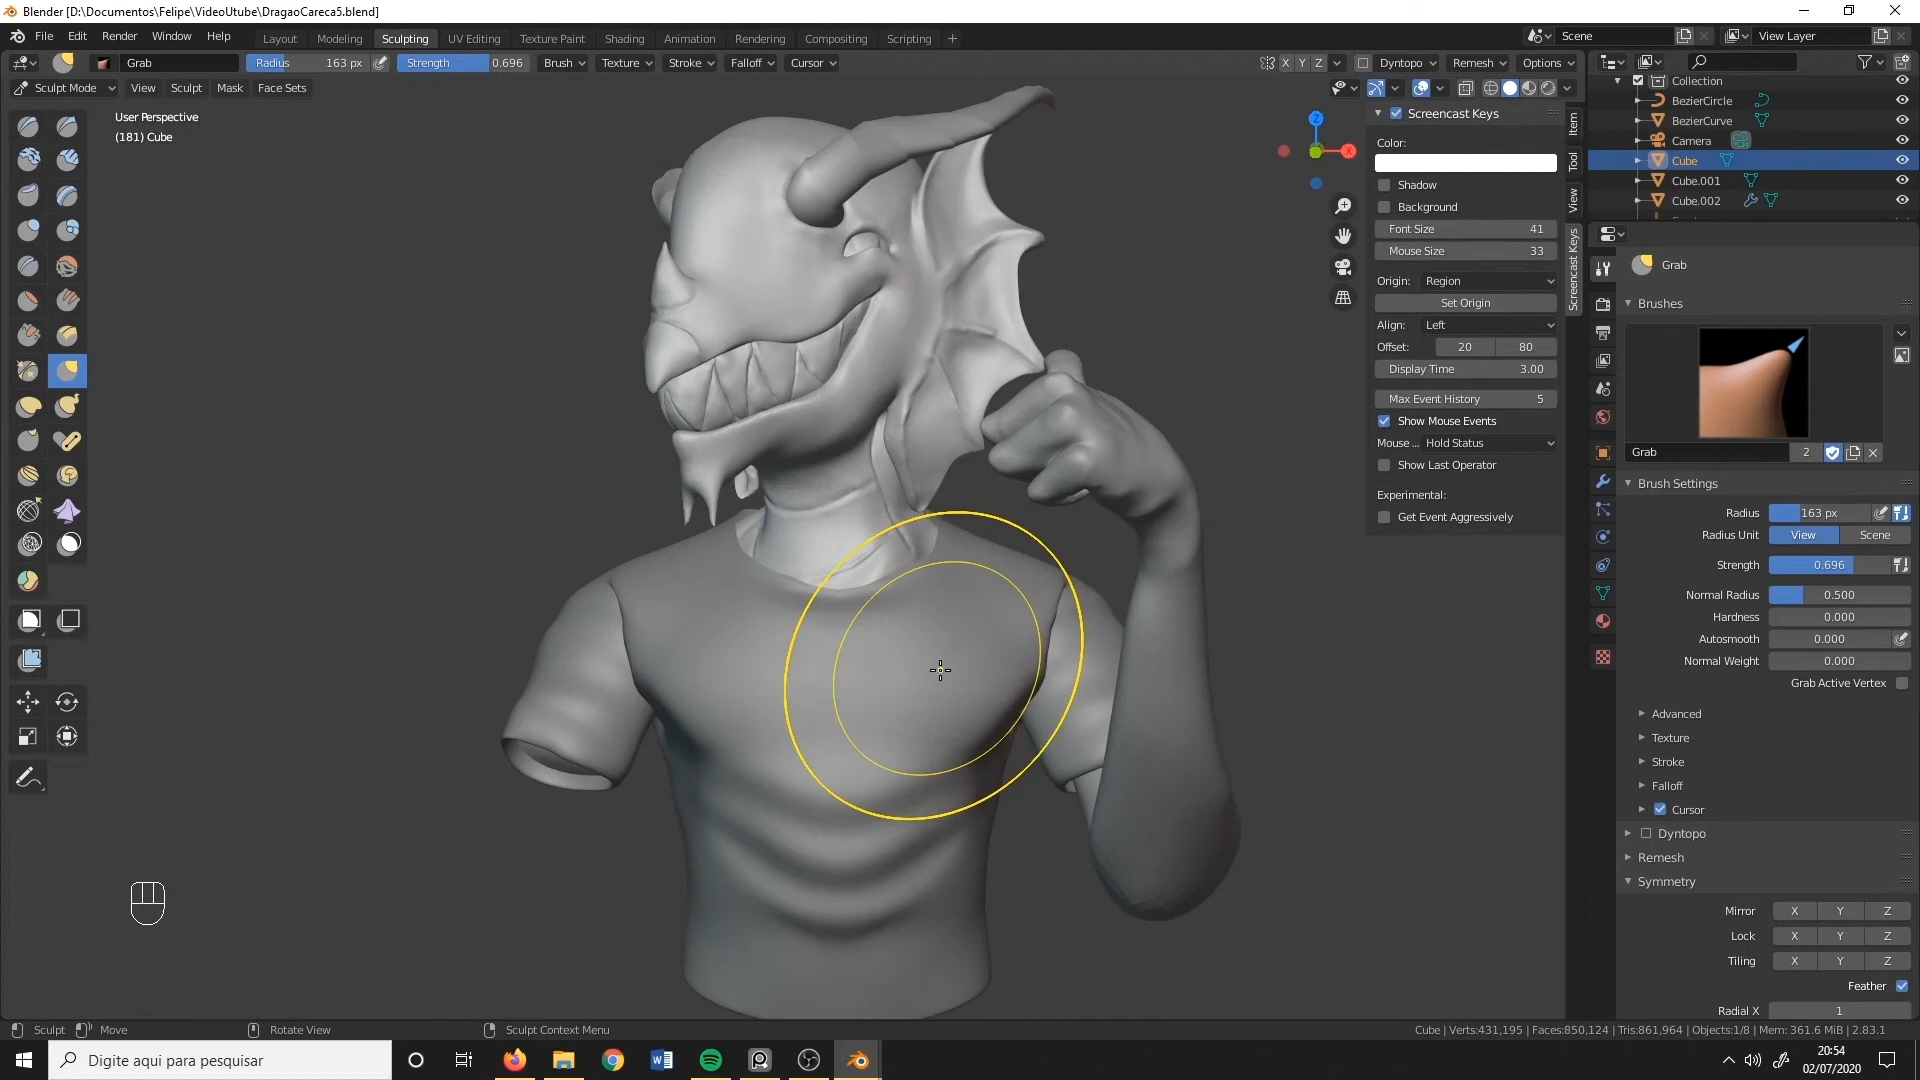 Blender [D:\Documentos\Felipe\VideoUtube\DragaoCareca5.blend]
File Edit Render Window Help Layout Modeling Sculpting UV Editing Texture Paint Shading Animation Rendering Compositing Scripting + Scene View Layer
Grab Radius 163 px Strength 0.696 Brush Texture Stroke Falloff Cursor X Y Z Dyntopo Remesh Options
Sculpt Mode View Sculpt Mask Face Sets
User Perspective
(181) Cube
Z
X
Screencast Keys
Color:
Shadow
Background
Font Size 41
Mouse Size 33
Origin: Region
Set Origin
Align: Left
Offset: 20 80
Display Time 3.00
Max Event History 5
Show Mouse Events
Mouse ... Hold Status
Show Last Operator
Experimental:
Get Event Aggressively
Item
Tool
View
Screencast Keys
Collection
BezierCircle
BezierCurve
Camera
Cube
Cube.001
Cube.002
Grab
Brushes
Grab 2
Brush Settings
Radius 163 px
Radius Unit View Scene
Strength 0.696
Normal Radius 0.500
Hardness 0.000
Autosmooth 0.000
Normal Weight 0.000
Grab Active Vertex
Advanced
Texture
Stroke
Falloff
Cursor
Dyntopo
Remesh
Symmetry
Mirror X Y Z
Lock X Y Z
Tiling X Y Z
Feather
Radial X 1
Sculpt Move Rotate View Sculpt Context Menu Cube | Verts:431,195 | Faces:850,124 | Tris:861,964 | Objects:1/8 | Mem: 361.6 MiB | 2.83.1
Digite aqui para pesquisar
20:54
02/07/2020